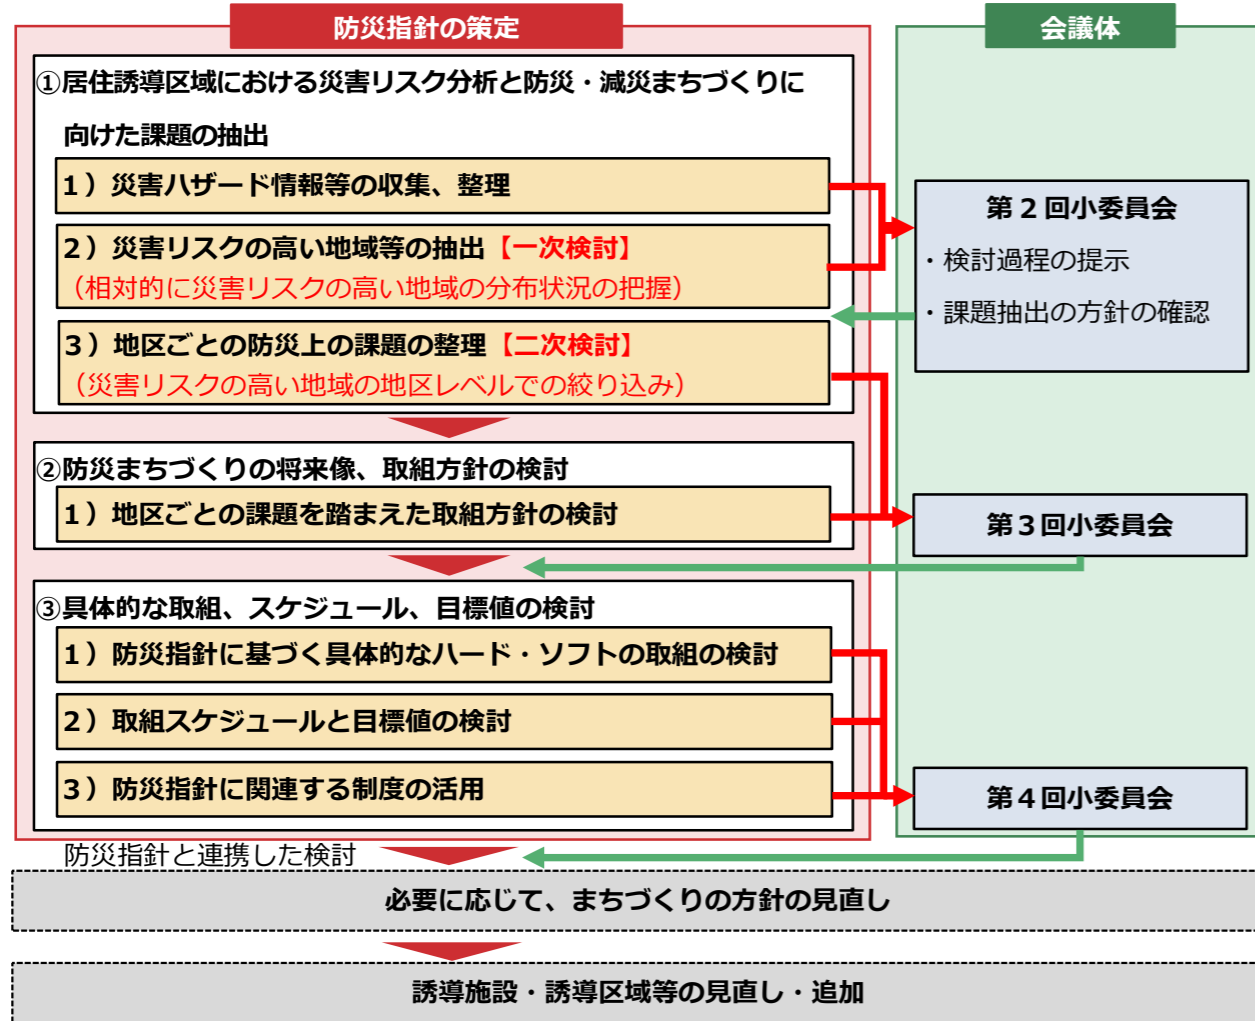 防災指針の策定
①居住誘導区域における災害リスク分析と防災・減災まちづくりに
向けた課題の抽出
１）災害ハザード情報等の収集、整理
２）災害リスクの高い地域等の抽出【一次検討】
（相対的に災害リスクの高い地域の分布状況の把握）
３）地区ごとの防災上の課題の整理【二次検討】
（災害リスクの高い地域の地区レベルでの絞り込み）
②防災まちづくりの将来像、取組方針の検討
１）地区ごとの課題を踏まえた取組方針の検討
③具体的な取組、スケジュール、目標値の検討
１）防災指針に基づく具体的なハード・ソフトの取組の検討
２）取組スケジュールと目標値の検討
３）防災指針に関連する制度の活用
会議体
第２回小委員会
・検討過程の提示
・課題抽出の方針の確認
第３回小委員会
第４回小委員会
防災指針と連携した検討
必要に応じて、まちづくりの方針の見直し
誘導施設・誘導区域等の見直し・追加